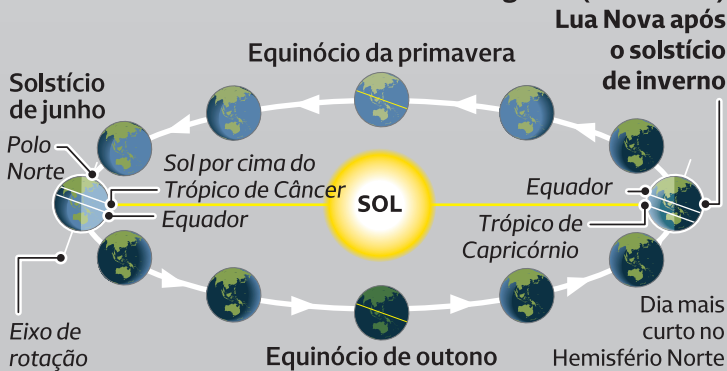 Lua Nova após
o solstício
de inverno
Equinócio da primavera
Solstício
de junho
Polo
Norte
Sol por cima do
Trópico de Câncer
Equador
SOL
Equador
Trópico de
Capricórnio
Eixo de
rotação
Equinócio de outono
Dia mais
curto no
Hemisfério Norte